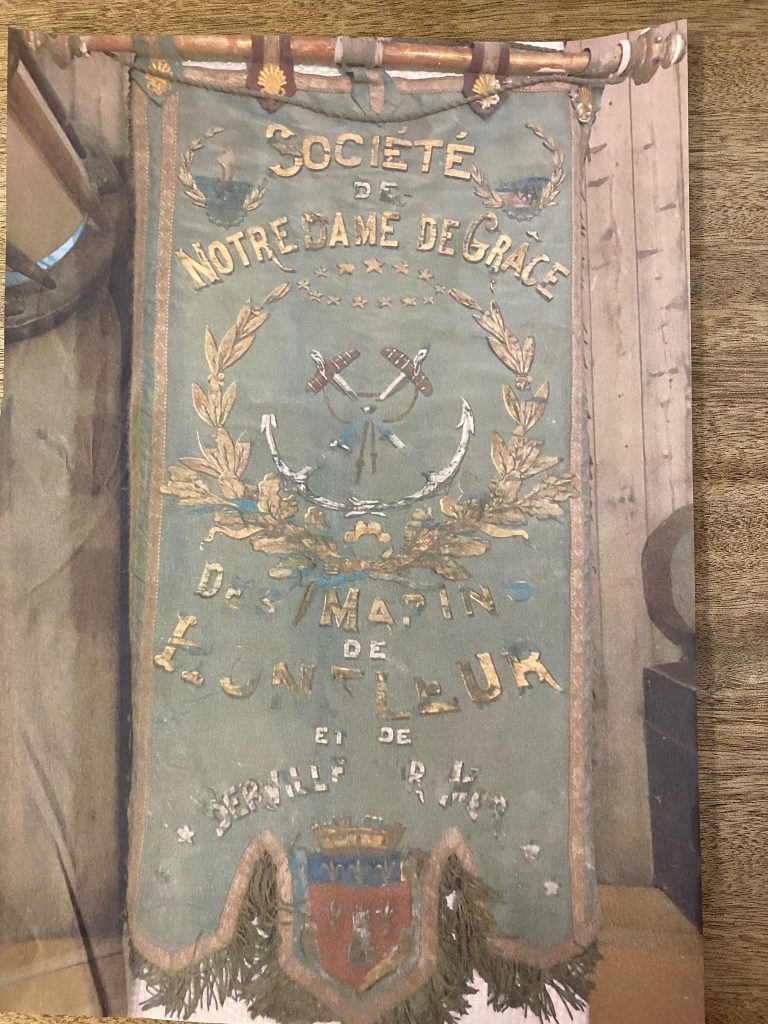 SOCIÉTÉ
DE
NOTRE DAME DE GRÂCE
DES MARINS
DE
HONFLEUR
ET DE